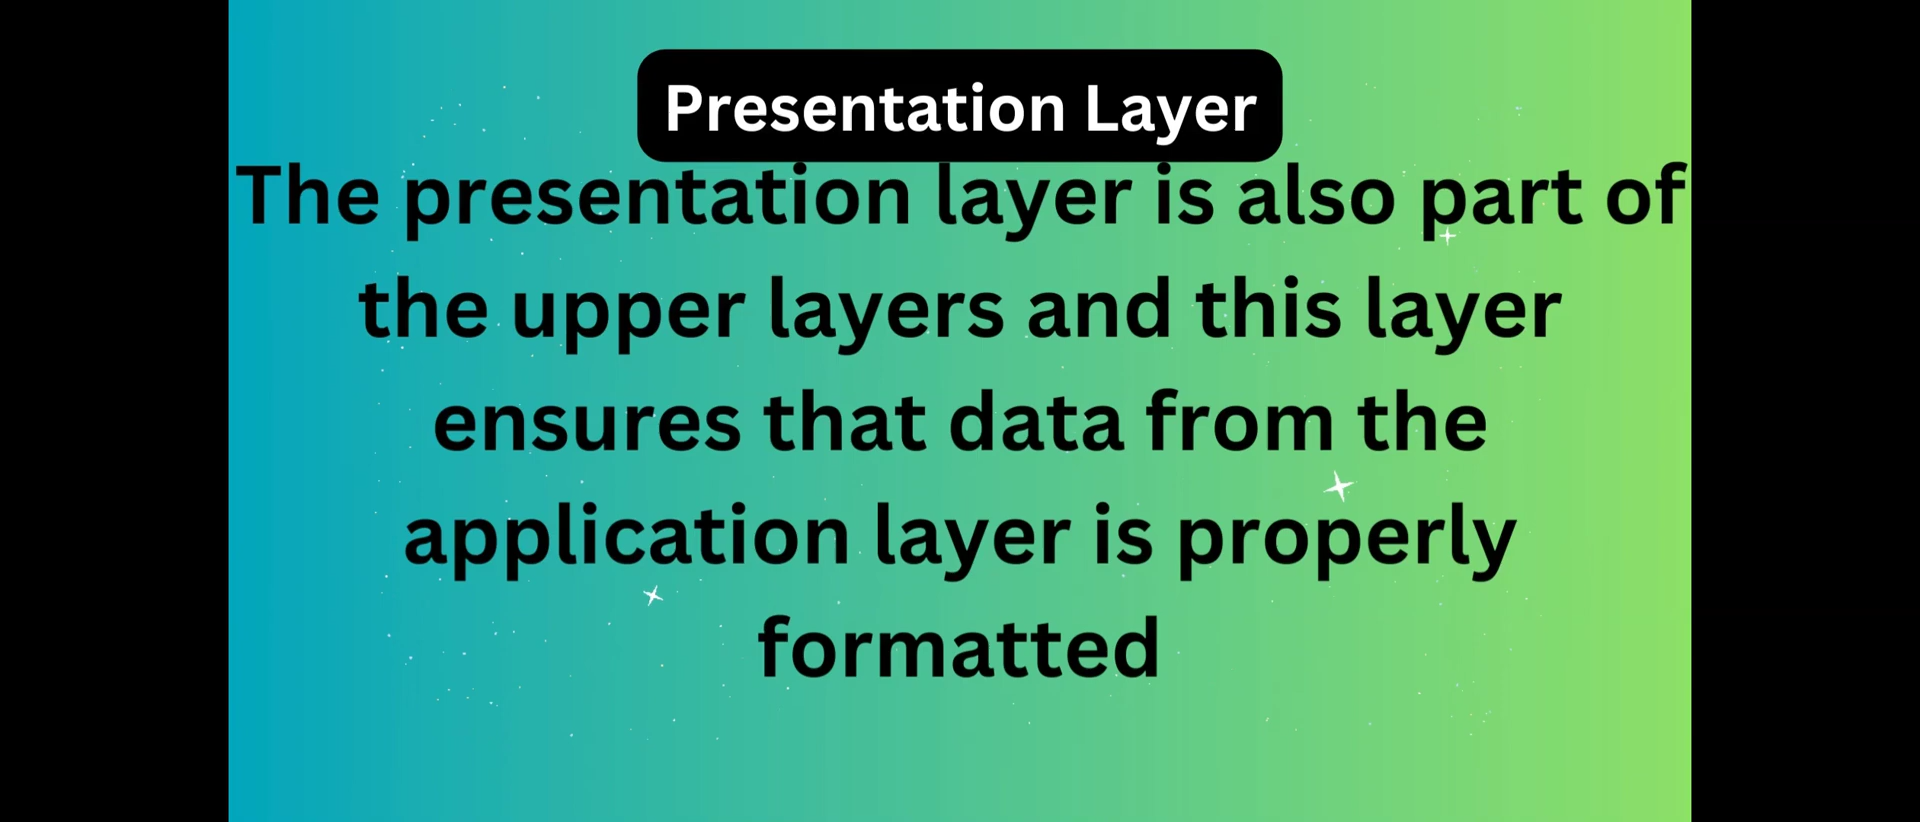 Presentation Layer
The presentation layer is also part of
the upper layers and this layer
ensures that data from the
application layer is properly
formatted